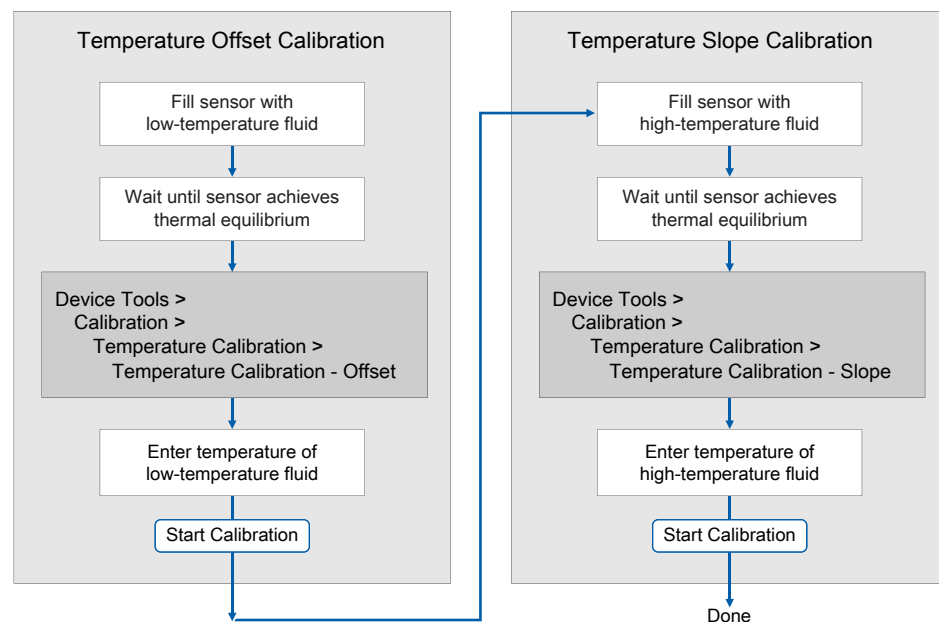 Temperature Offset Calibration
Fill sensor with
low-temperature fluid
Wait until sensor achieves
thermal equilibrium
Device Tools >
Calibration >
Temperature Calibration >
Temperature Calibration - Offset
Enter temperature of
low-temperature fluid
Start Calibration
Temperature Slope Calibration
Fill sensor with
high-temperature fluid
Wait until sensor achieves
thermal equilibrium
Device Tools >
Calibration >
Temperature Calibration >
Temperature Calibration - Slope
Enter temperature of
high-temperature fluid
Start Calibration
Done